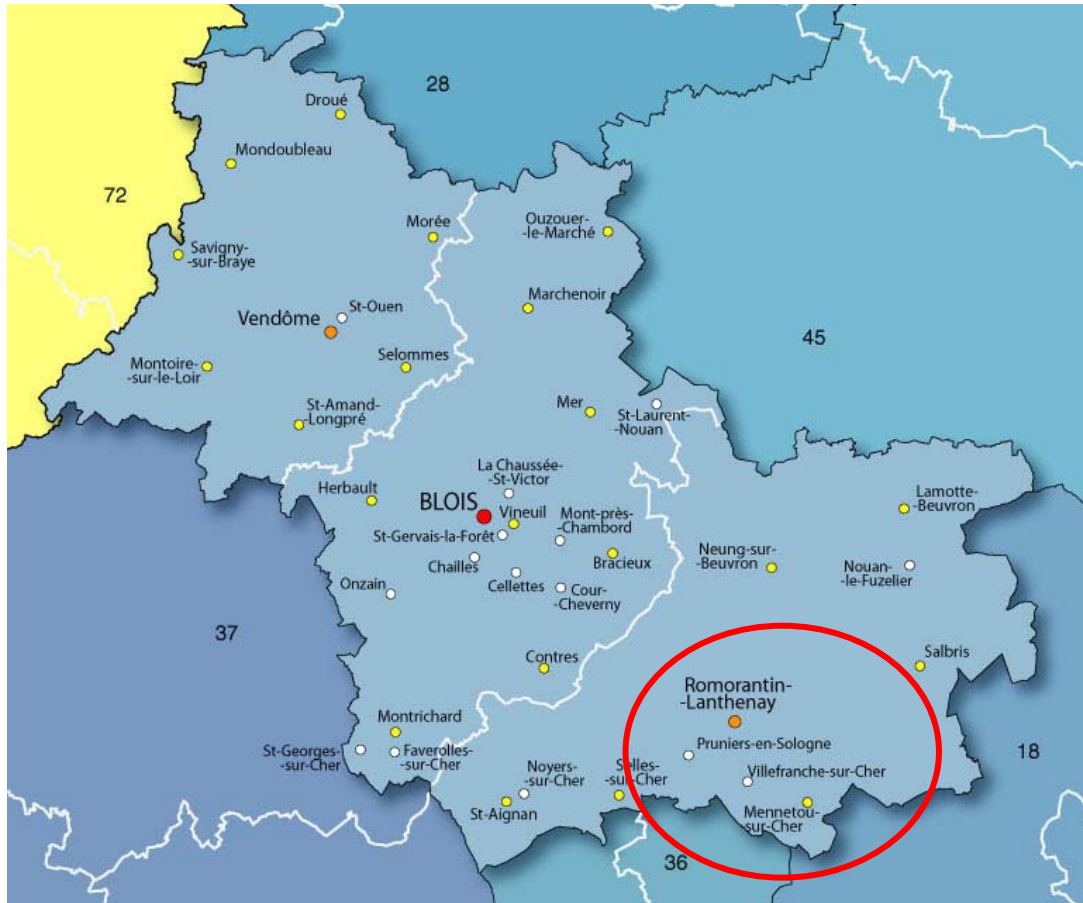 28
Droué
Mondoubleau
72
Morée
Ouzouer-
-le-Marché
Savigny-
-sur-Braye
Marchenoir
St-Ouen
Vendôme
45
Selommes
Montoire-
-sur-le-Loir
St-Amand-
-Longpré
Mer
St-Laurent-
-Nouan
La Chaussée-
-St-Victor
Herbault
BLOIS
Vineuil
Mont-près-
-Chambord
Lamotte-
-Beuvron
St-Gervais-la-Forêt
Chailles
Bracieux
Neung-sur-
-Beuvron
Nouan-
-le-Fuzelier
Cellettes
Onzain
Cour-
-Cheverny
37
Contres
Salbris
Romorantin-
-Lanthenay
Montrichard
St-Georges-
-sur-Cher
Faverolles-
-sur-Cher
Pruniers-en-Sologne
18
Noyers-
-sur-Cher
Selles-
-sur-Cher
Villefranche-sur-Cher
St-Aignan
Mennetou-
-sur-Cher
36